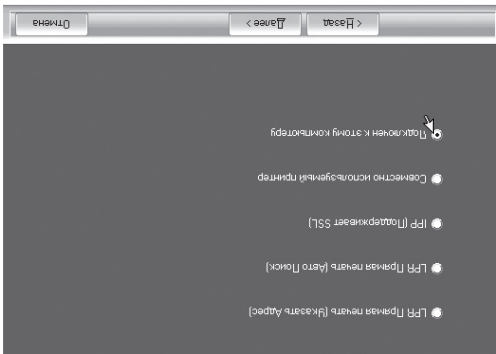 LPR Прямая печать (Указать Адрес)
LPR Прямая печать (Авто Поиск)
IPP (Поддерживает SSL)
Совместно используемый принтер
Подключен к этому компьютеру
< Назад
Далее >
Отмена